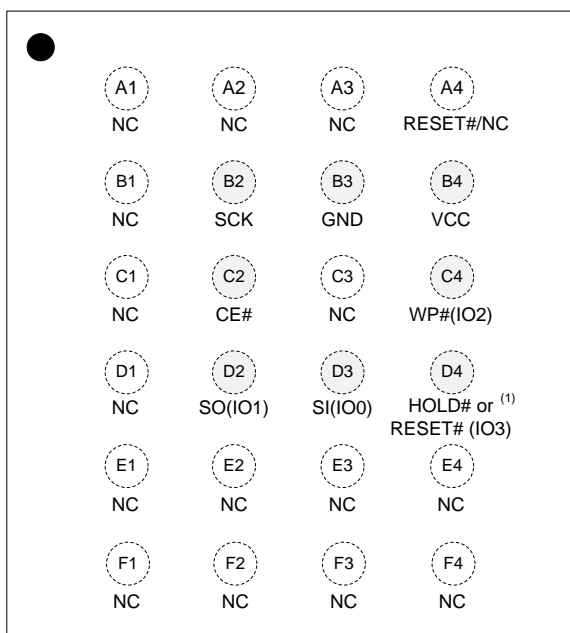 A1 A2 A3 A4
NC NC NC RESET#/NC
B1 B2 B3 B4
NC SCK GND VCC
C1 C2 C3 C4
NC CE# NC WP#(IO2)
D1 D2 D3 D4
NC SO(IO1) SI(IO0) HOLD# or (1)
RESET# (IO3)
E1 E2 E3 E4
NC NC NC NC
F1 F2 F3 F4
NC NC NC NC